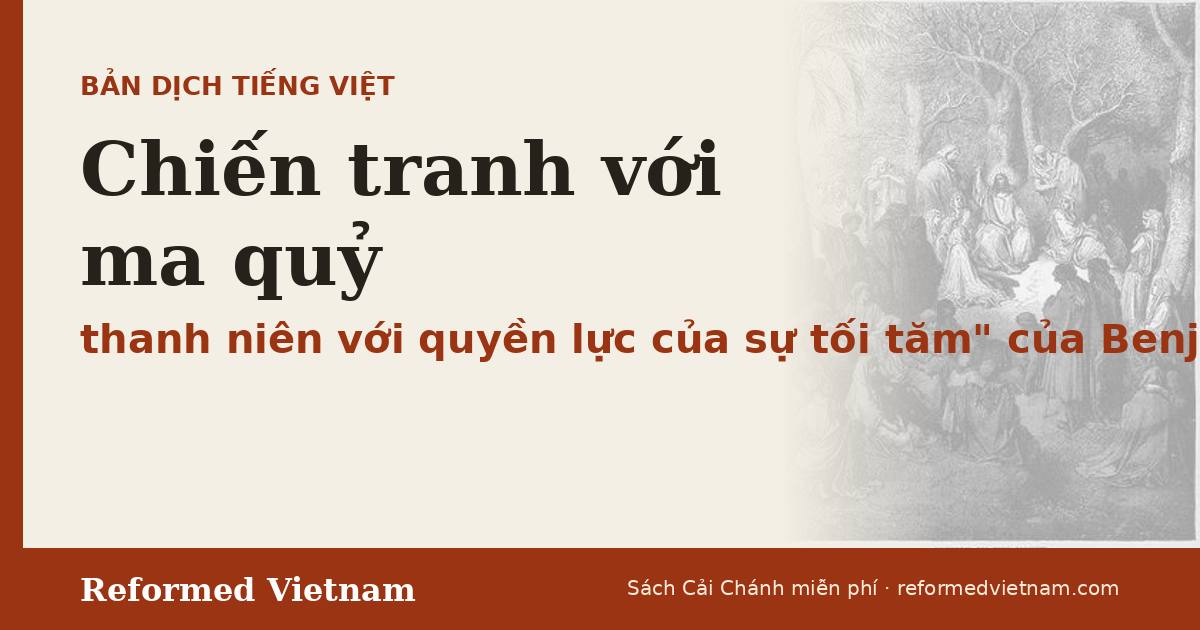 BẢN DỊCH TIẾNG VIỆT
Chiến tranh với
ma quỷ
thanh niên với quyền lực của sự tối tăm" của Benj
Reformed Vietnam
Sách Cải Chánh miễn phí · reformedvietnam.com